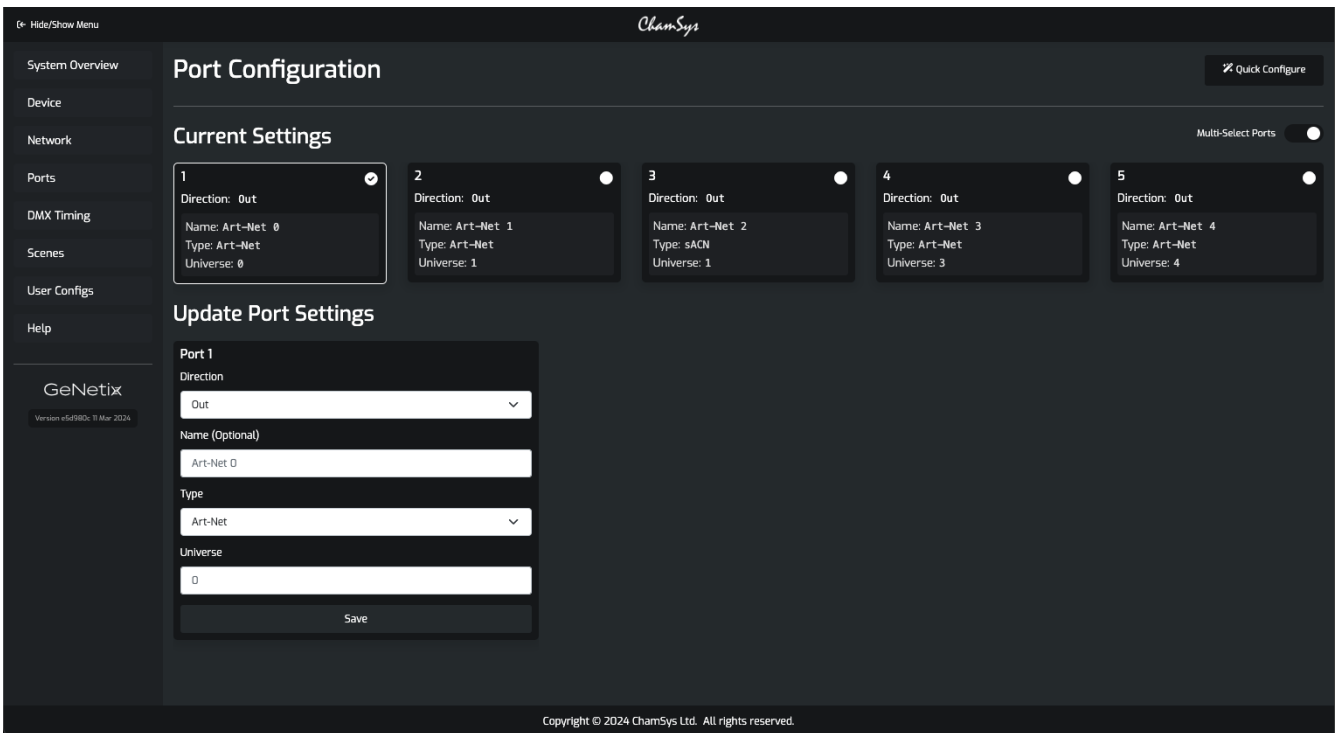 Hide/Show Menu
ChamSys
System Overview
Device
Network
Ports
DMX Timing
Scenes
User Configs
Help
GeNetix
Version e5d980c 11 Mar 2024
Port Configuration
Quick Configure
Current Settings
Multi-Select Ports
1
Direction: Out
Name: Art-Net 0
Type: Art-Net
Universe: 0
2
Direction: Out
Name: Art-Net 1
Type: Art-Net
Universe: 1
3
Direction: Out
Name: Art-Net 2
Type: sACN
Universe: 1
4
Direction: Out
Name: Art-Net 3
Type: Art-Net
Universe: 3
5
Direction: Out
Name: Art-Net 4
Type: Art-Net
Universe: 4
Update Port Settings
Port 1
Direction
Out
Name (Optional)
Art-Net 0
Type
Art-Net
Universe
0
Save
Copyright © 2024 ChamSys Ltd. All rights reserved.